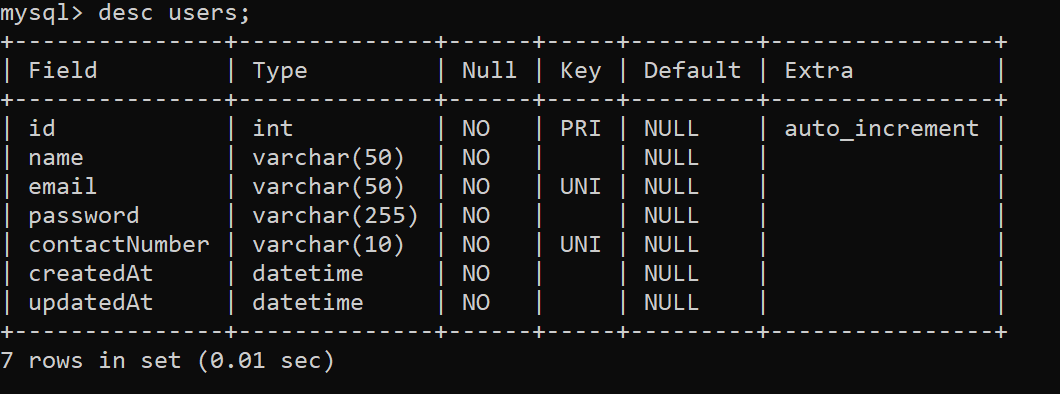 mysql> desc users;
+---------------+--------------+------+-----+---------+----------------+
| Field         | Type         | Null | Key | Default | Extra          |
+---------------+--------------+------+-----+---------+----------------+
| id            | int          | NO   | PRI | NULL    | auto_increment |
| name          | varchar(50)  | NO   |     | NULL    |                |
| email         | varchar(50)  | NO   | UNI | NULL    |                |
| password      | varchar(255) | NO   |     | NULL    |                |
| contactNumber | varchar(10)  | NO   | UNI | NULL    |                |
| createdAt     | datetime     | NO   |     | NULL    |                |
| updatedAt     | datetime     | NO   |     | NULL    |                |
+---------------+--------------+------+-----+---------+----------------+
7 rows in set (0.01 sec)